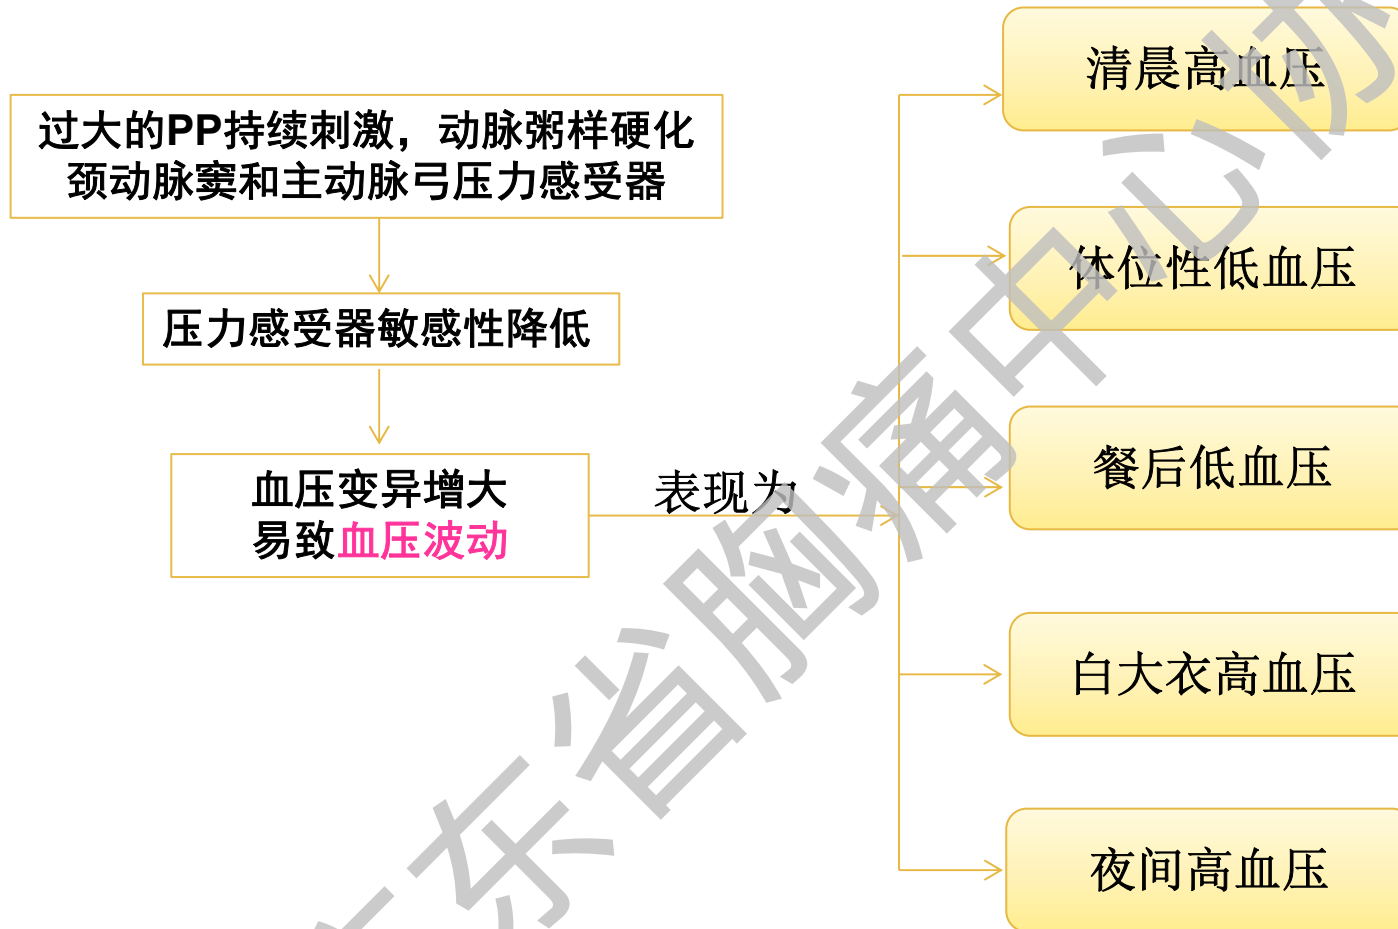 过大的PP持续刺激，动脉粥样硬化
颈动脉窦和主动脉弓压力感受器
压力感受器敏感性降低
血压变异增大
易致血压波动
表现为
清晨高血压
体位性低血压
餐后低血压
白大衣高血压
夜间高血压
东省胸痛中心协